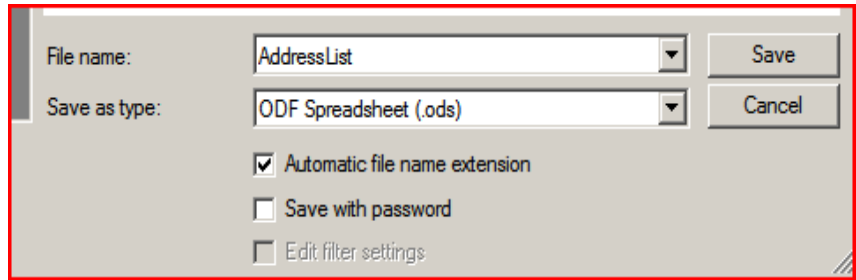 File name: AddressList Save
Save as type: ODF Spreadsheet (.ods) Cancel
Automatic file name extension
Save with password
Edit filter settings